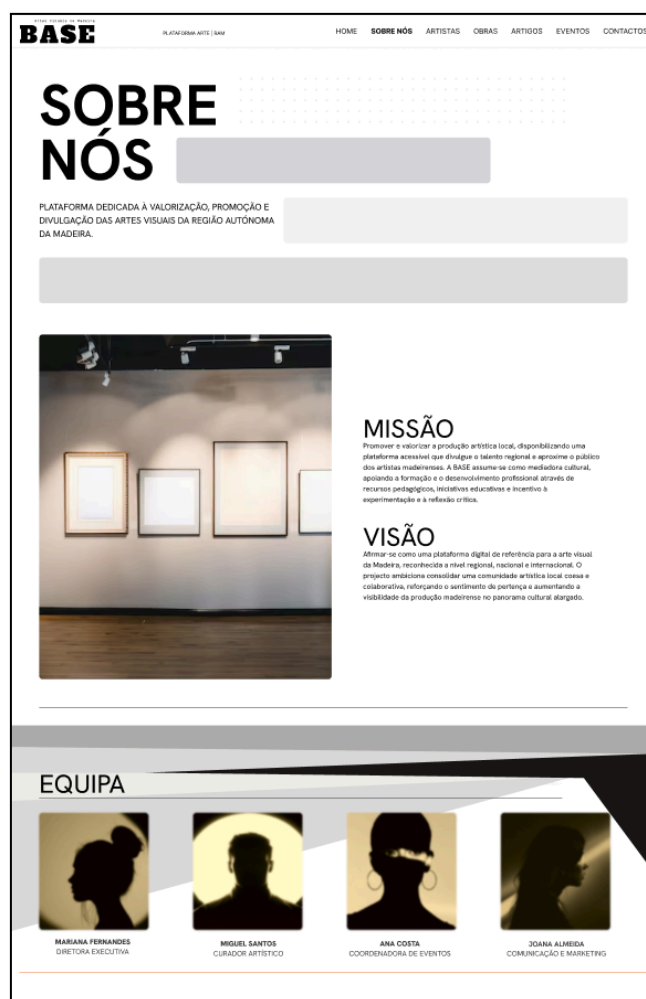 Artes Visuais da Madeira
BASE
PLATAFORMA ARTE | RAM
HOME SOBRE NÓS ARTISTAS OBRAS ARTIGOS EVENTOS CONTACTOS
SOBRE
NÓS
PLATAFORMA DEDICADA À VALORIZAÇÃO, PROMOÇÃO E
DIVULGAÇÃO DAS ARTES VISUAIS DA REGIÃO AUTÓNOMA
DA MADEIRA.
MISSÃO
Promover e valorizar a produção artística local, disponibilizando uma
plataforma acessível que divulgue o talento regional e aproxime o público
dos artistas madeirenses. A BASE assume-se como mediadora cultural,
apoiando a formação e o desenvolvimento profissional através de
recursos pedagógicos, iniciativas educativas e incentivo à
experimentação e à reflexão crítica.
VISÃO
Afirmar-se como uma plataforma digital de referência para a arte visual
da Madeira, reconhecida a nível regional, nacional e internacional. O
projecto ambiciona consolidar uma comunidade artística local coesa e
colaborativa, reforçando o sentimento de pertença e aumentando a
visibilidade da produção madeirense no panorama cultural alargado.
EQUIPA
MARIANA FERNANDES
DIRETORA EXECUTIVA
MIGUEL SANTOS
CURADOR ARTÍSTICO
ANA COSTA
COORDENADORA DE EVENTOS
JOANA ALMEIDA
COMUNICAÇÃO E MARKETING